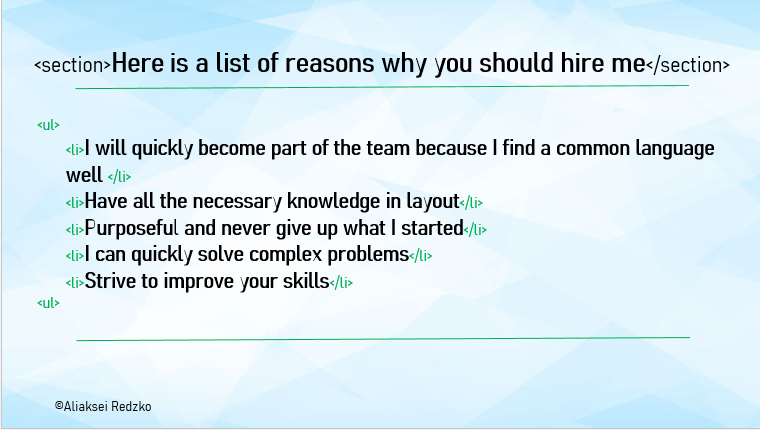 <section>Here is a list of reasons why you should hire me</section>
<ul>
<li>I will quickly become part of the team because I find a common language
well </li>
<li>Have all the necessary knowledge in layout</li>
<li>Purposeful and never give up what I started</li>
<li>I can quickly solve complex problems</li>
<li>Strive to improve your skills</li>
<ul>
©Aliaksei Redzko